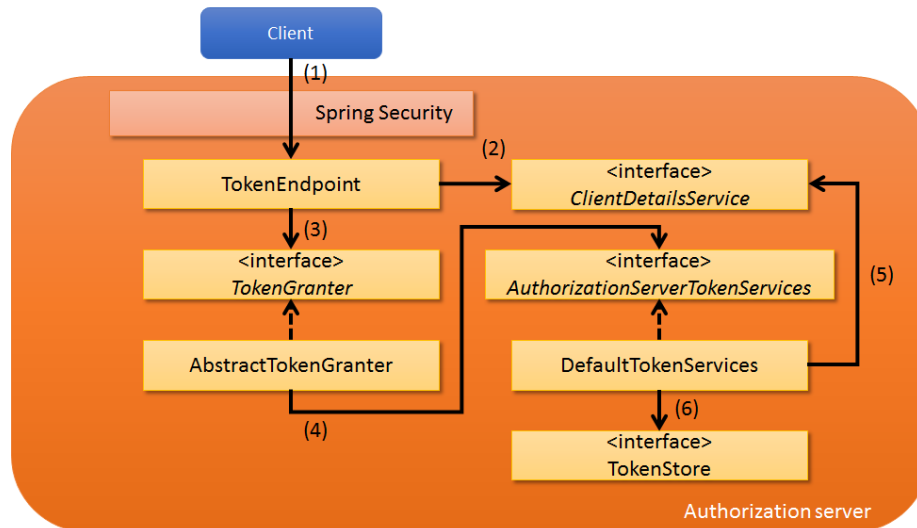 Client
(1)
Spring Security
(2)
TokenEndpoint
<interface>
ClientDetailsService
(3)
<interface>
TokenGranter
<interface>
AuthorizationServerTokenServices
(5)
AbstractTokenGranter
DefaultTokenServices
(4)
(6)
<interface>
TokenStore
Authorization server